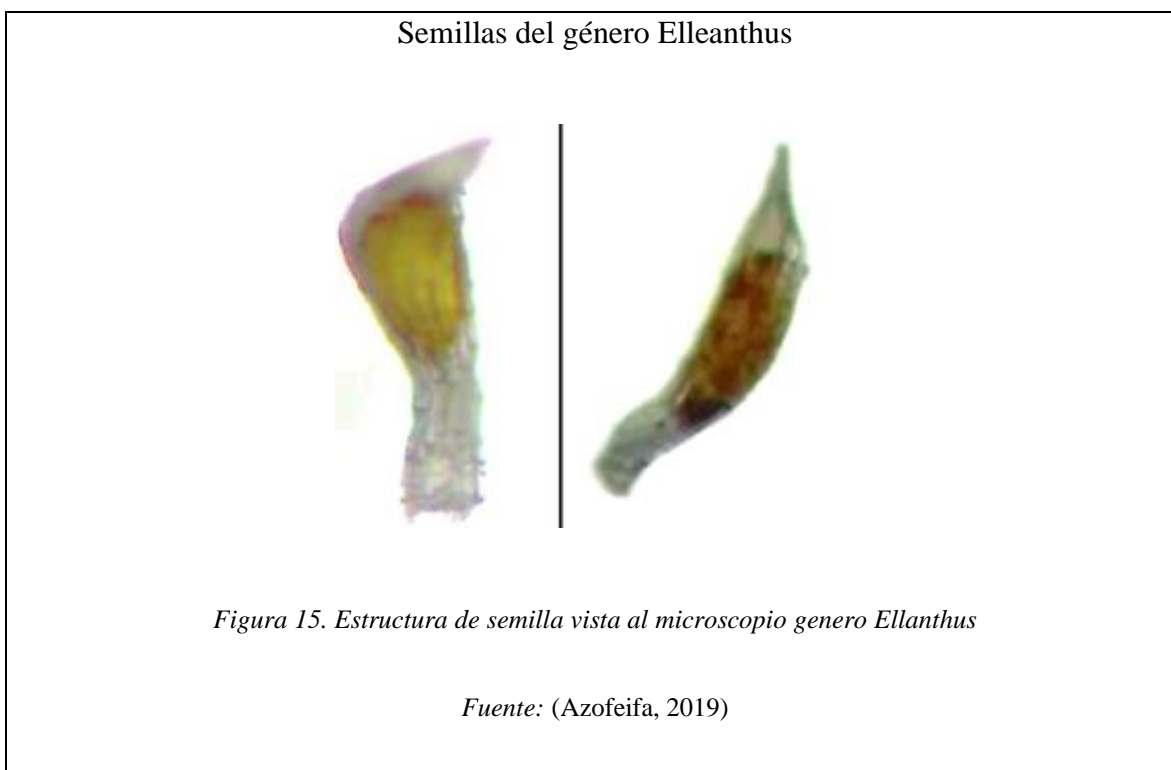 Semillas del género Elleanthus
Figura 15. Estructura de semilla vista al microscopio genero Ellanthus
Fuente: (Azofeifa, 2019)